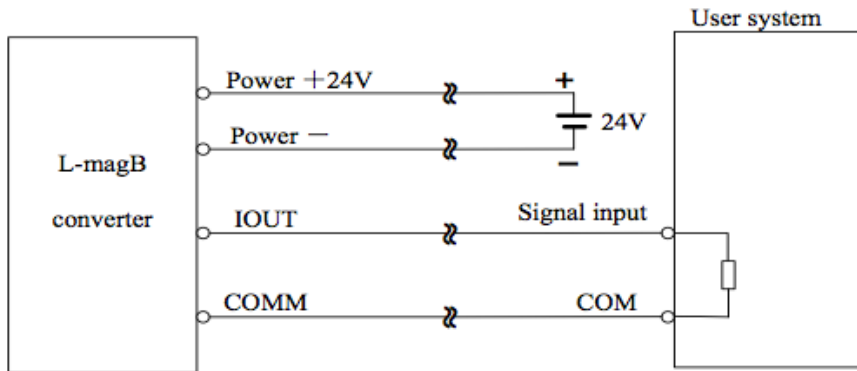 User system
Power +24V
+
24V
Power −
−
L-magB
converter
IOUT
Signal input
COMM
COM